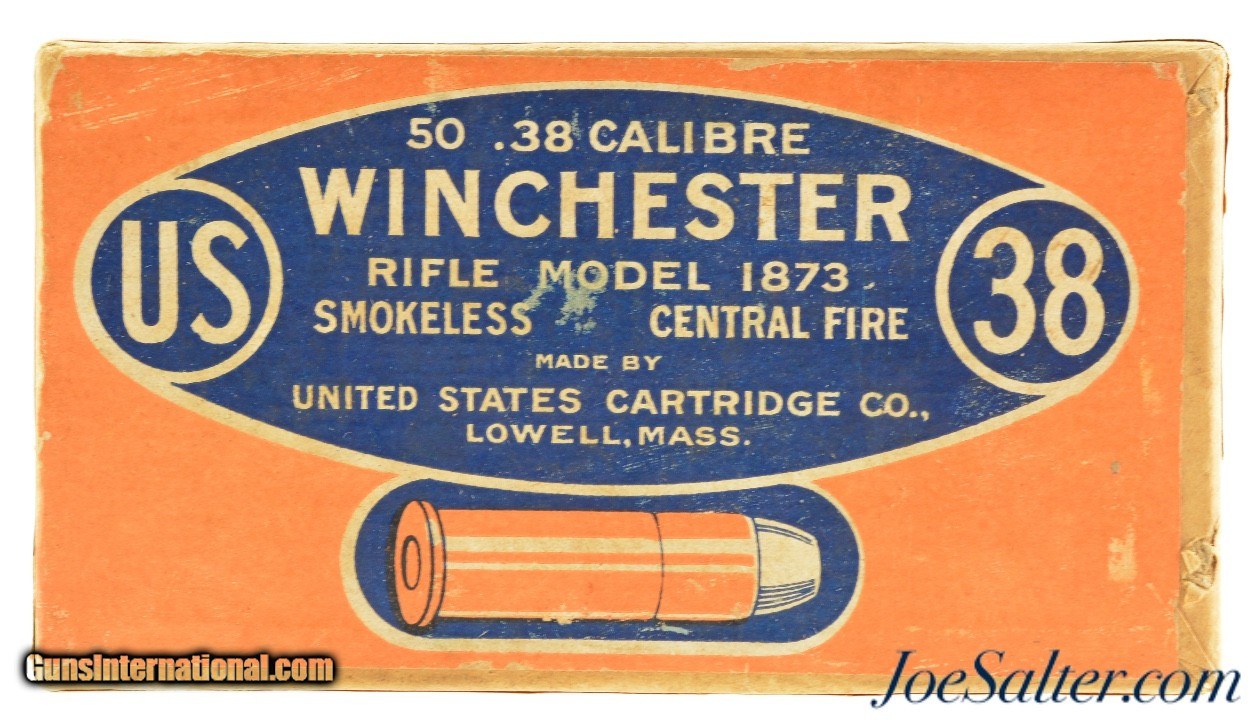 50 .38 CALIBRE
WINCHESTER
US
38
RIFLE MODEL 1873
SMOKELESS CENTRAL FIRE
MADE BY
UNITED STATES CARTRIDGE CO.,
LOWELL, MASS.
GunsInternational.com
JoeSalter.com